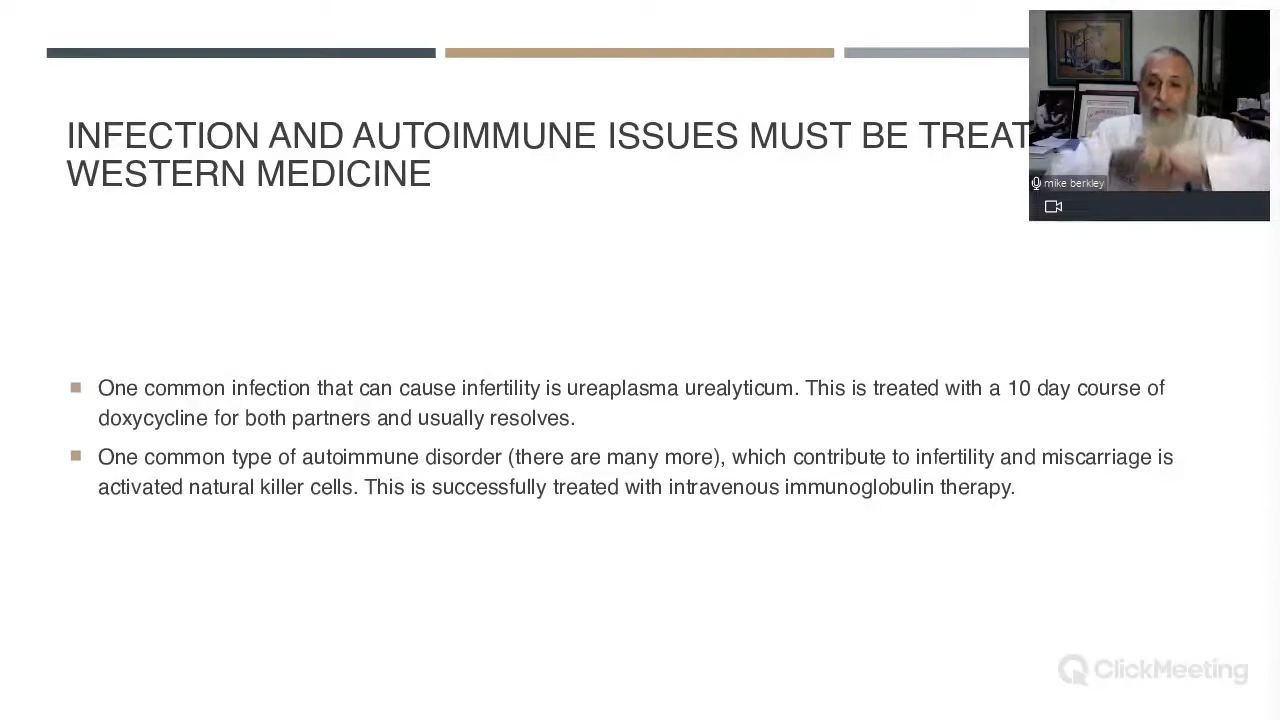 INFECTION AND AUTOIMMUNE ISSUES MUST BE TREAT
WESTERN MEDICINE
mike berkley
One common infection that can cause infertility is ureaplasma urealyticum. This is treated with a 10 day course of
doxycycline for both partners and usually resolves.
One common type of autoimmune disorder (there are many more), which contribute to infertility and miscarriage is
activated natural killer cells. This is successfully treated with intravenous immunoglobulin therapy.
ClickMeeting